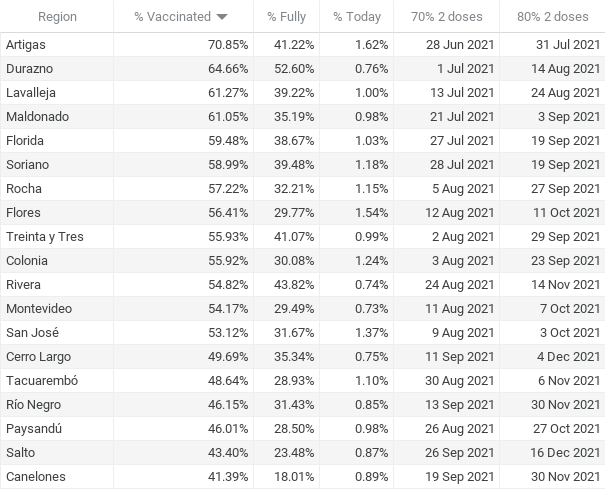 Region % Vaccinated % Fully % Today 70% 2 doses 80% 2 doses
Artigas 70.85% 41.22% 1.62% 28 Jun 2021 31 Jul 2021
Durazno 64.66% 52.60% 0.76% 1 Jul 2021 14 Aug 2021
Lavalleja 61.27% 39.22% 1.00% 13 Jul 2021 24 Aug 2021
Maldonado 61.05% 35.19% 0.98% 21 Jul 2021 3 Sep 2021
Florida 59.48% 38.67% 1.03% 27 Jul 2021 19 Sep 2021
Soriano 58.99% 39.48% 1.18% 28 Jul 2021 19 Sep 2021
Rocha 57.22% 32.21% 1.15% 5 Aug 2021 27 Sep 2021
Flores 56.41% 29.77% 1.54% 12 Aug 2021 11 Oct 2021
Treinta y Tres 55.93% 41.07% 0.99% 2 Aug 2021 29 Sep 2021
Colonia 55.92% 30.08% 1.24% 3 Aug 2021 23 Sep 2021
Rivera 54.82% 43.82% 0.74% 24 Aug 2021 14 Nov 2021
Montevideo 54.17% 29.49% 0.73% 11 Aug 2021 7 Oct 2021
San José 53.12% 31.67% 1.37% 9 Aug 2021 3 Oct 2021
Cerro Largo 49.69% 35.34% 0.75% 11 Sep 2021 4 Dec 2021
Tacuarembó 48.64% 28.93% 1.10% 30 Aug 2021 6 Nov 2021
Río Negro 46.15% 31.43% 0.85% 13 Sep 2021 30 Nov 2021
Paysandú 46.01% 28.50% 0.98% 26 Aug 2021 27 Oct 2021
Salto 43.40% 23.48% 0.87% 26 Sep 2021 16 Dec 2021
Canelones 41.39% 18.01% 0.89% 19 Sep 2021 30 Nov 2021